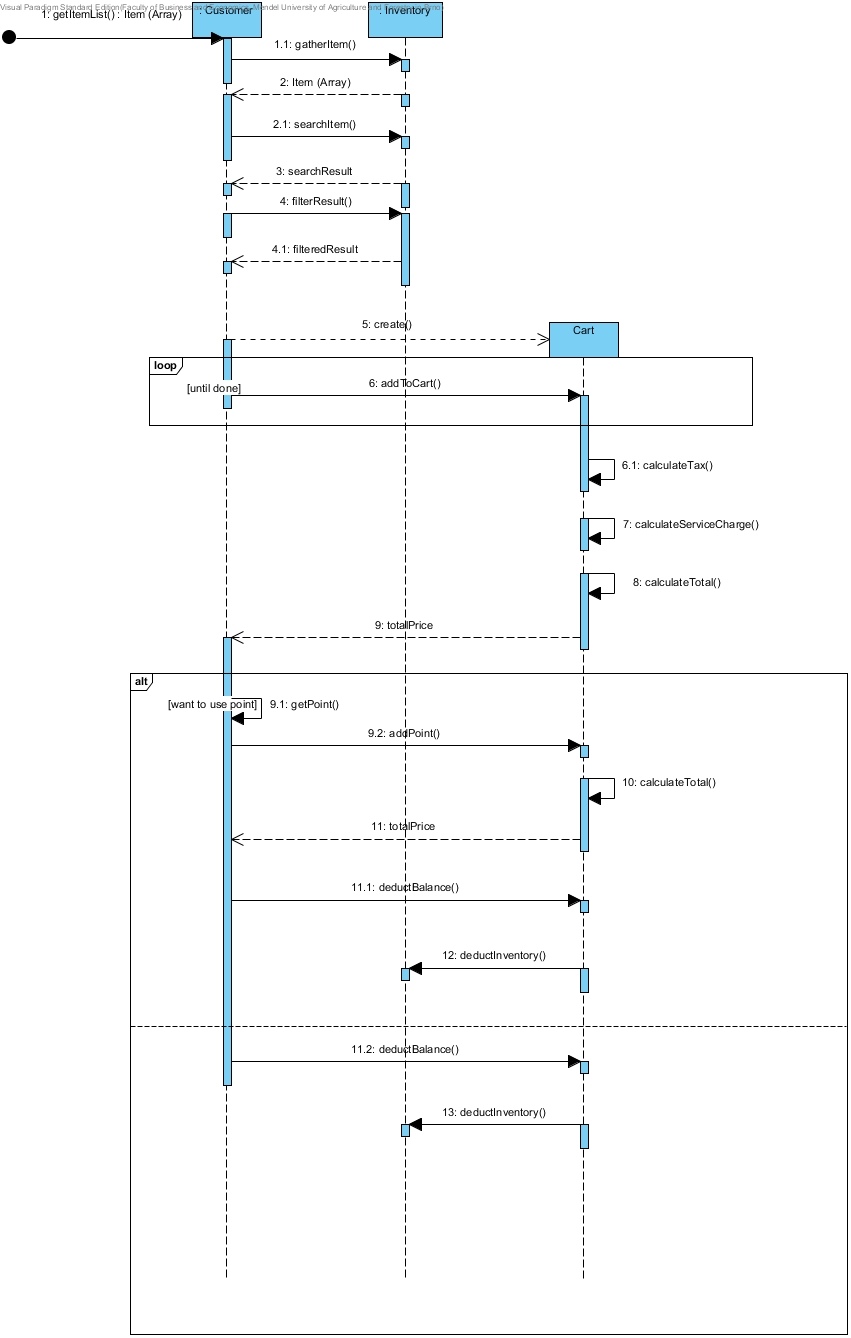 Visual Paradigm Standard Edition(Faculty of Business and Economics, Mendel University of Agriculture and
1: getItemList() : Item (Array)
Customer
Inventory
1.1: gatherItem()
2: Item (Array)
2.1: searchItem()
3: searchResult
4: filterResult()
4.1: filteredResult
5: create()
Cart
loop
[until done]
6: addToCart()
6.1: calculateTax()
7: calculateServiceCharge()
8: calculateTotal()
9: totalPrice
alt
[want to use point]
9.1: getPoint()
9.2: addPoint()
10: calculateTotal()
11: totalPrice
11.1: deductBalance()
12: deductInventory()
11.2: deductBalance()
13: deductInventory()